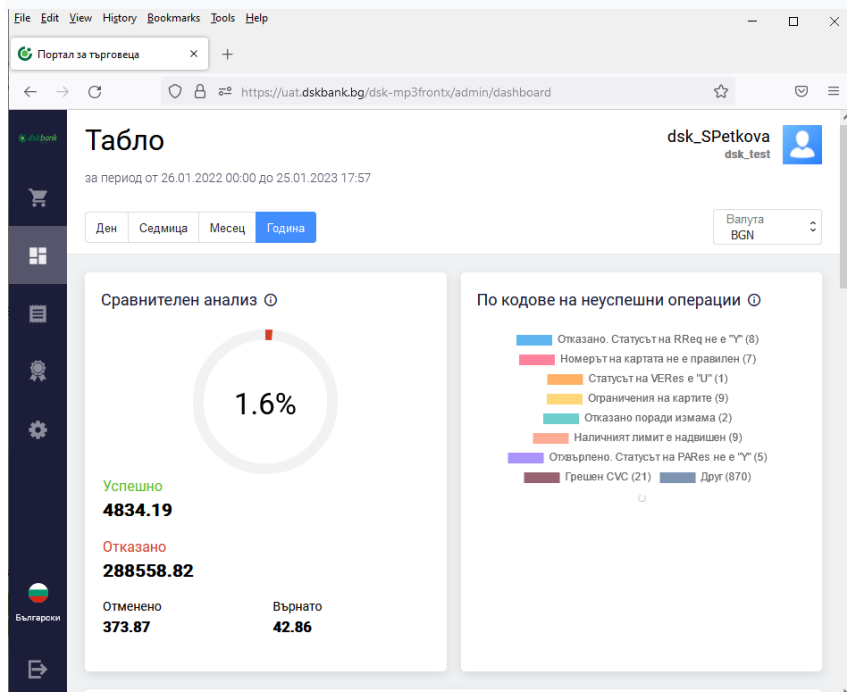 File Edit View History Bookmarks Tools Help
Портал за търговеца
https://uat.dskbank.bg/dsk-mp3frontx/admin/dashboard
dskbank
Табло
dsk_SPetkova
dsk_test
за период от 26.01.2022 00:00 до 25.01.2023 17:57
Ден Седмица Месец Година
Валута
BGN
Сравнителен анализ
1.6%
Успешно
4834.19
Отказано
288558.82
Отменено Върнато
373.87 42.86
По кодове на неуспешни операции
Отказано. Статусът на RReq не е "Y" (8)
Номерът на картата не е правилен (7)
Статусът на VERes е "U" (1)
Ограничения на картите (9)
Отказано поради измама (2)
Наличният лимит е надвишен (9)
Отхвърлено. Статусът на PARes не е "Y" (5)
Грешен CVC (21) Друг (870)
Български